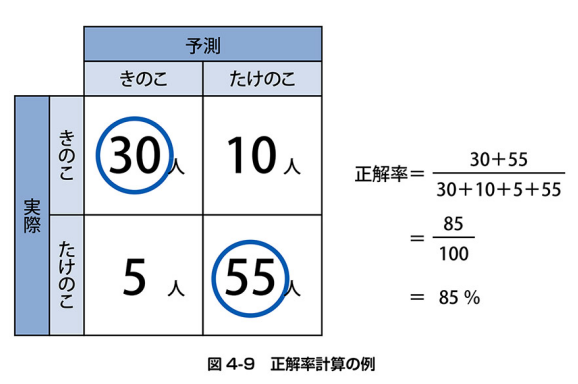 予測
きのこ たけのこ
実際
きのこ
30人 10人
たけのこ
5人 55人
正解率= 30+55
30+10+5+55
= 85
100
= 85 %
図 4-9 正解率計算の例